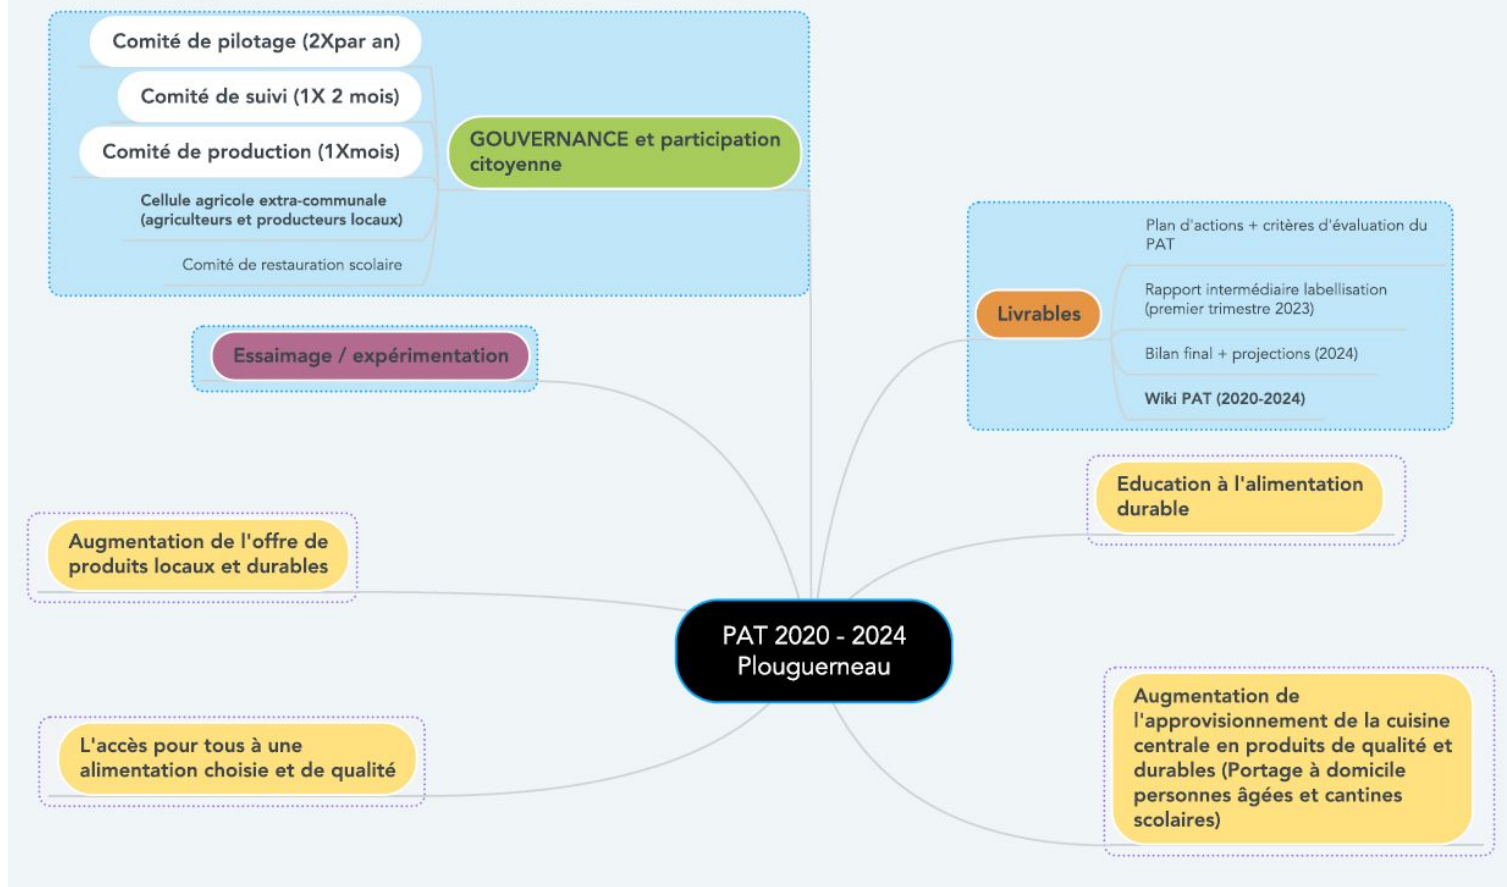 Comité de pilotage (2Xpar an)
Comité de suivi (1X 2 mois)
Comité de production (1Xmois)
Cellule agricole extra-communale
(agriculteurs et producteurs locaux)
Comité de restauration scolaire
GOUVERNANCE et participation
citoyenne
Essaimage / expérimentation
Augmentation de l'offre de
produits locaux et durables
L'accès pour tous à une
alimentation choisie et de qualité
PAT 2020 - 2024
Plouguerneau
Livrables
Plan d'actions + critères d'évaluation du
PAT
Rapport intermédiaire labellisation
(premier trimestre 2023)
Bilan final + projections (2024)
Wiki PAT (2020-2024)
Education à l'alimentation
durable
Augmentation de
l'approvisionnement de la cuisine
centrale en produits de qualité et
durables (Portage à domicile
personnes âgées et cantines
scolaires)